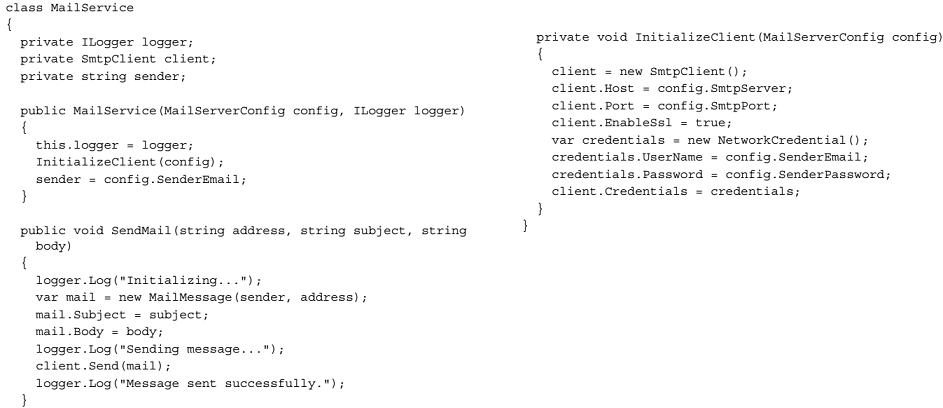 class MailService
{
private ILogger logger;
private SmtpClient client;
private string sender;
public MailService(MailServerConfig config, ILogger logger)
{
this.logger = logger;
InitializeClient(config);
sender = config.SenderEmail;
}
public void SendMail(string address, string subject, string
body)
{
logger.Log("Initializing...");
var mail = new MailMessage(sender, address);
mail.Subject = subject;
mail.Body = body;
logger.Log("Sending message...");
client.Send(mail);
logger.Log("Message sent successfully.");
}
private void InitializeClient(MailServerConfig config)
{
client = new SmtpClient();
client.Host = config.SmtpServer;
client.Port = config.SmtpPort;
client.EnableSsl = true;
var credentials = new NetworkCredential();
credentials.UserName = config.SenderEmail;
credentials.Password = config.SenderPassword;
client.Credentials = credentials;
}
}